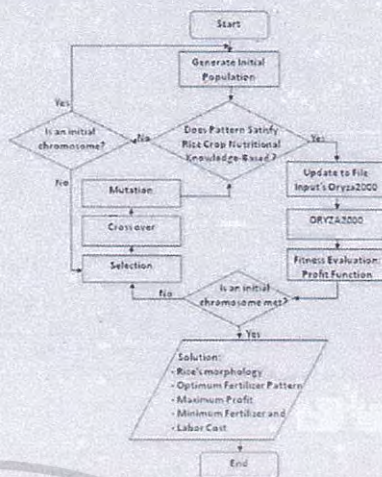 Start
Generate Initial
Population
Yes
Is an initial
chromosome?
No
Does Pattern Satisfy
Rice Crop Nutritional
Knowledge-Based?
Yes
No
Mutation
Update to File
Input's Oryza2000
Crossover
ORYZA2000
Selection
Fitness Evaluation:
Profit Function
No
Is an initial
chromosome met?
Yes
Solution:
- Rice's morphology
- Optimum Fertilizer Pattern
- Maximum Profit
- Minimum Fertilizer and
- Labor Cost
End